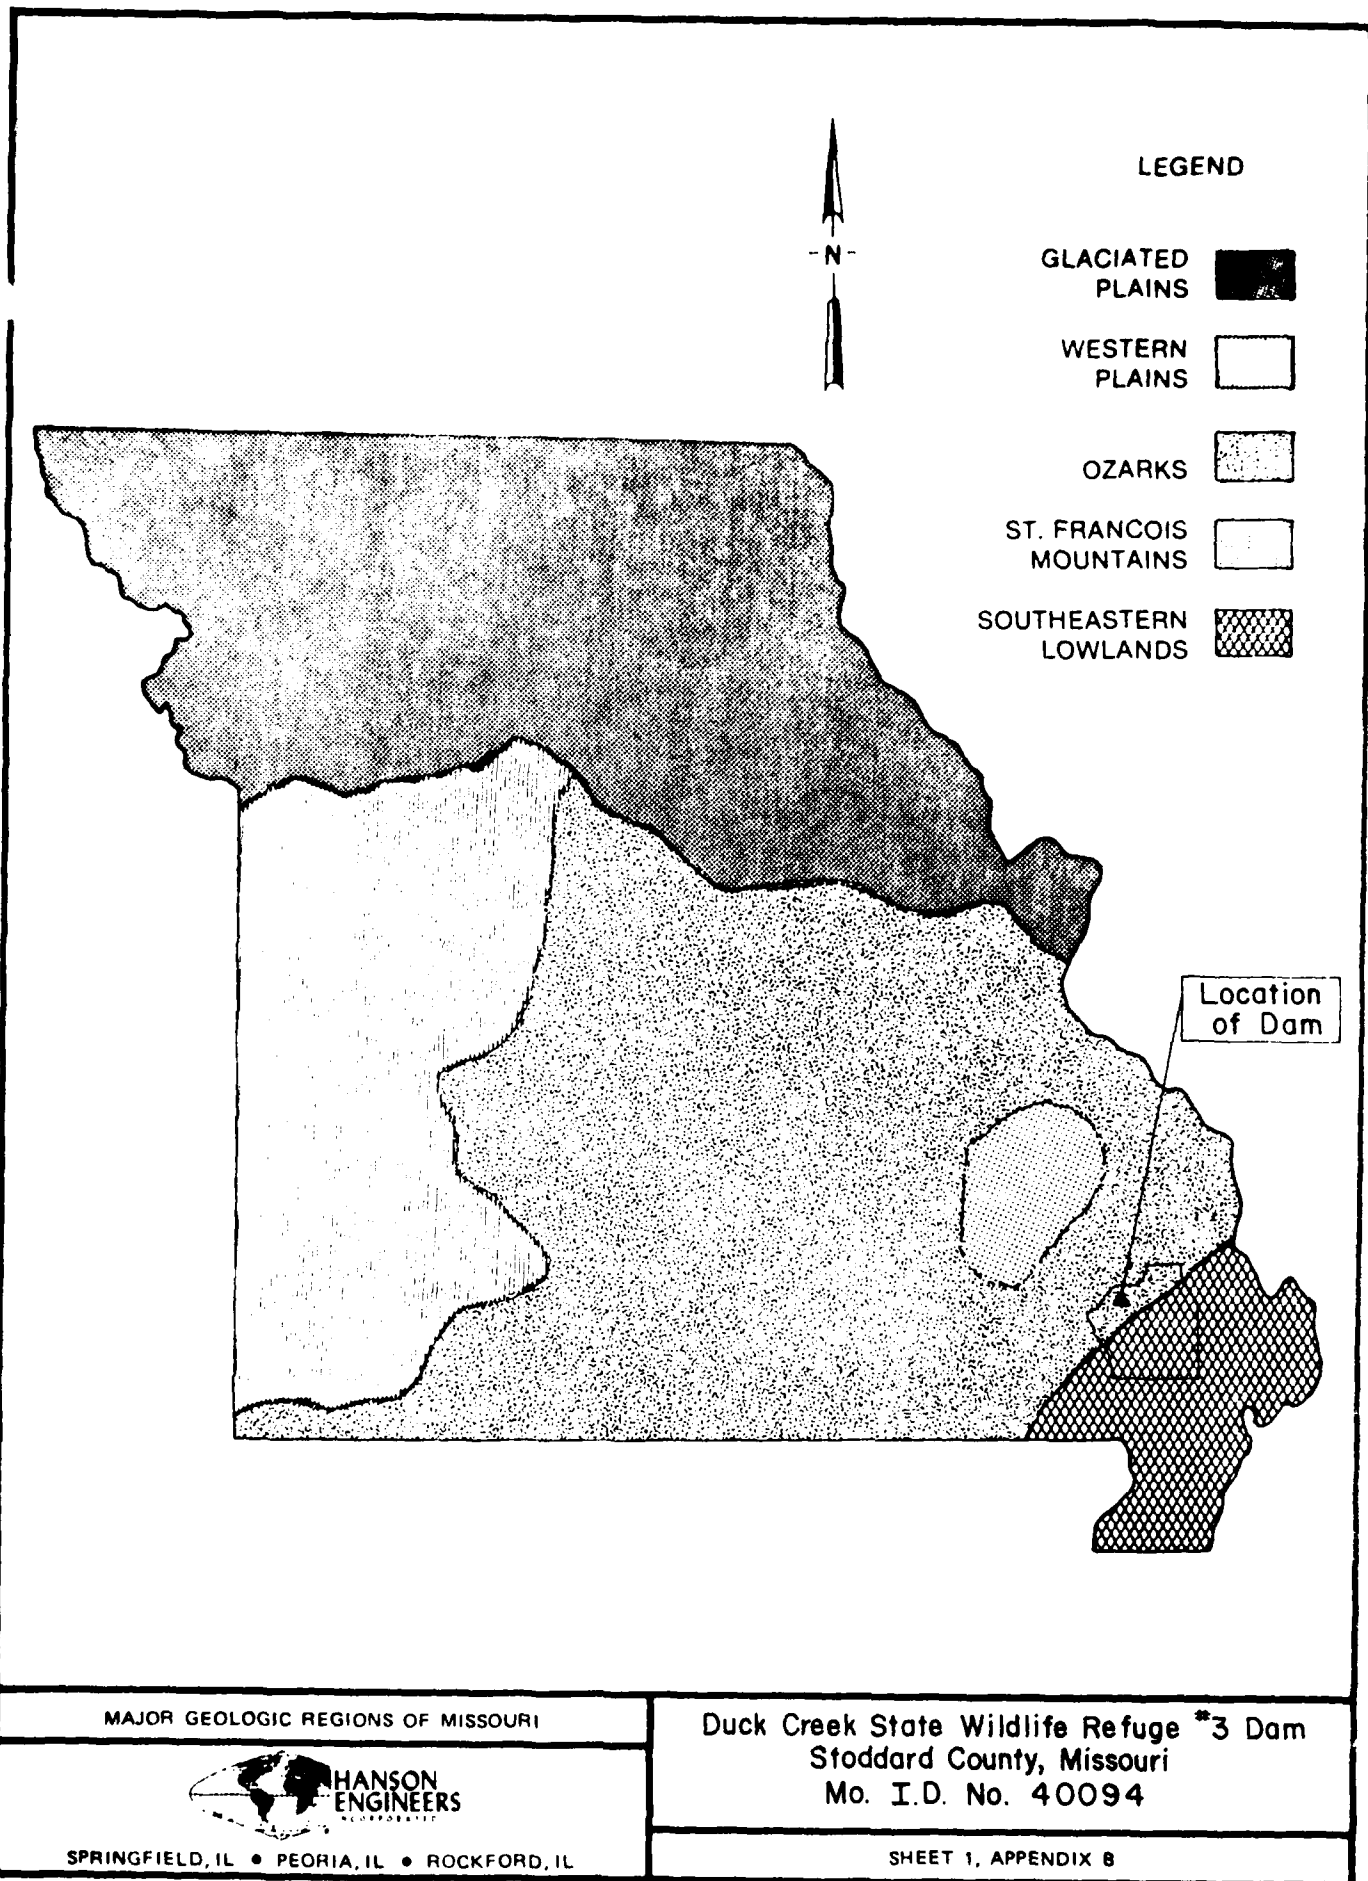 LEGEND
-N-
GLACIATED
PLAINS
WESTERN
PLAINS
OZARKS
ST. FRANCOIS
MOUNTAINS
SOUTHEASTERN
LOWLANDS
Location
of Dam
MAJOR GEOLOGIC REGIONS OF MISSOURI
HANSON
ENGINEERS
INCORPORATED
SPRINGFIELD, IL • PEORIA, IL • ROCKFORD, IL
Duck Creek State Wildlife Refuge #3 Dam
Stoddard County, Missouri
Mo. I.D. No. 40094
SHEET 1, APPENDIX B